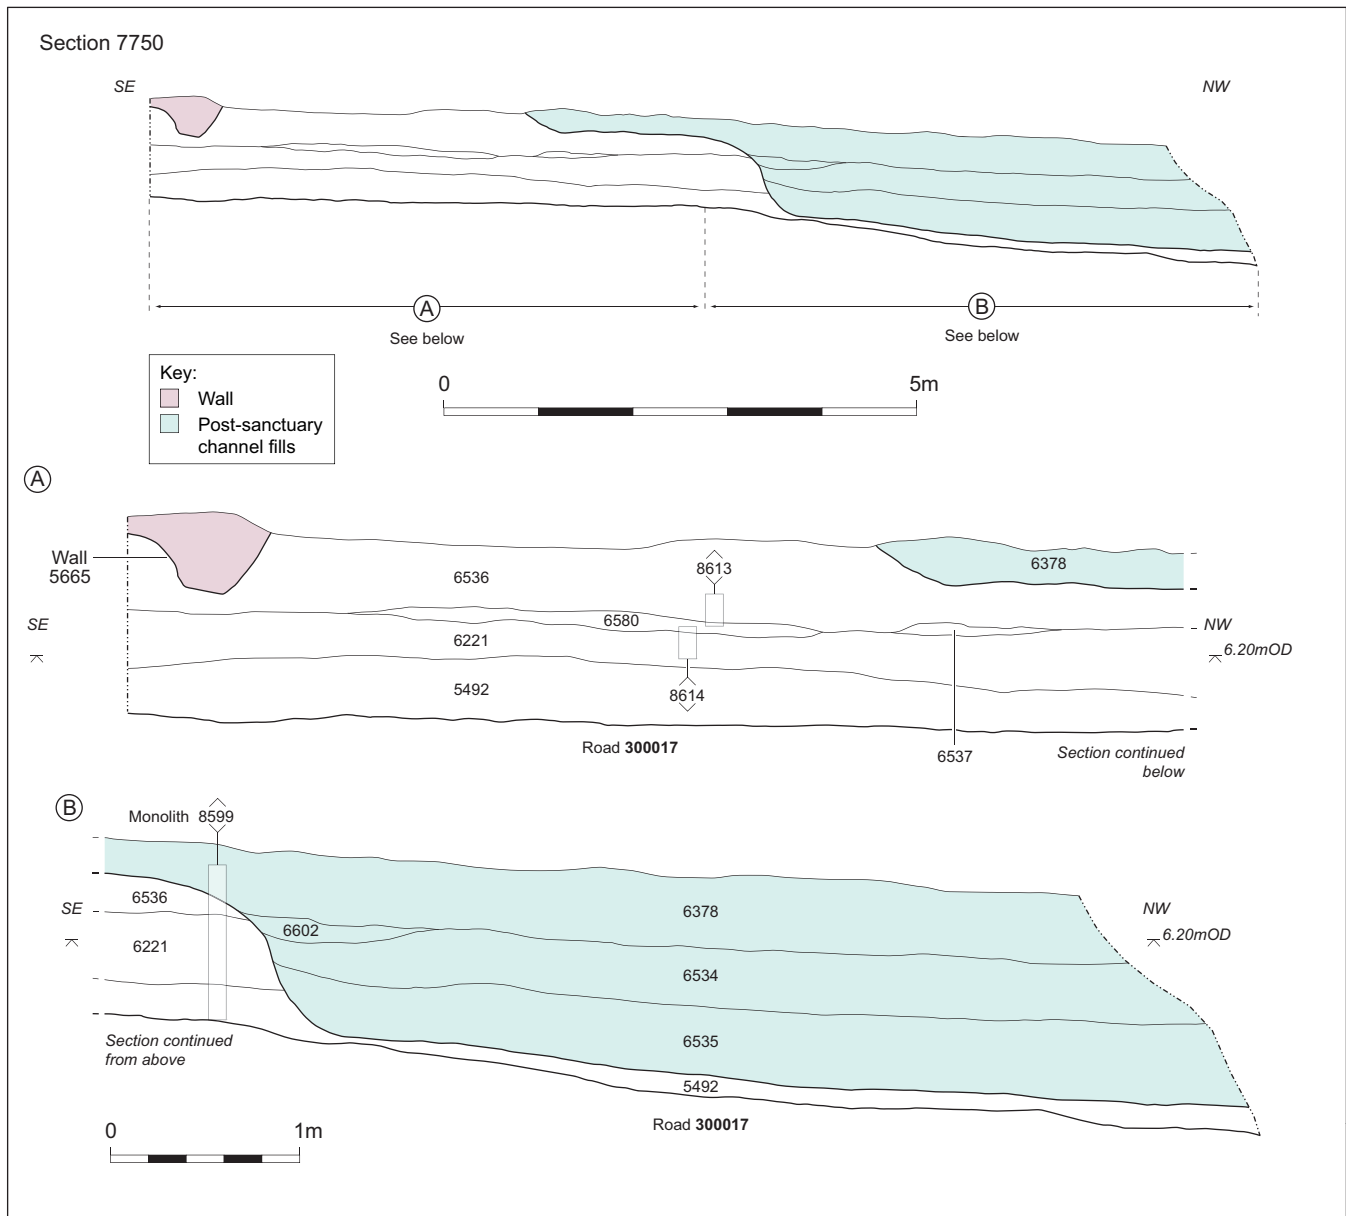 Section 7750
SE
NW
A
B
See below
See below
Key:
Wall
Post-sanctuary
channel fills
0
5m
A
Wall
5665
6536
8613
6378
SE
6580
NW
6221
6.20mOD
5492
8614
Road 300017
6537
Section continued
below
B
Monolith 8599
6536
SE
6378
NW
6602
6221
6.20mOD
6534
Section continued
from above
6535
5492
0
1m
Road 300017